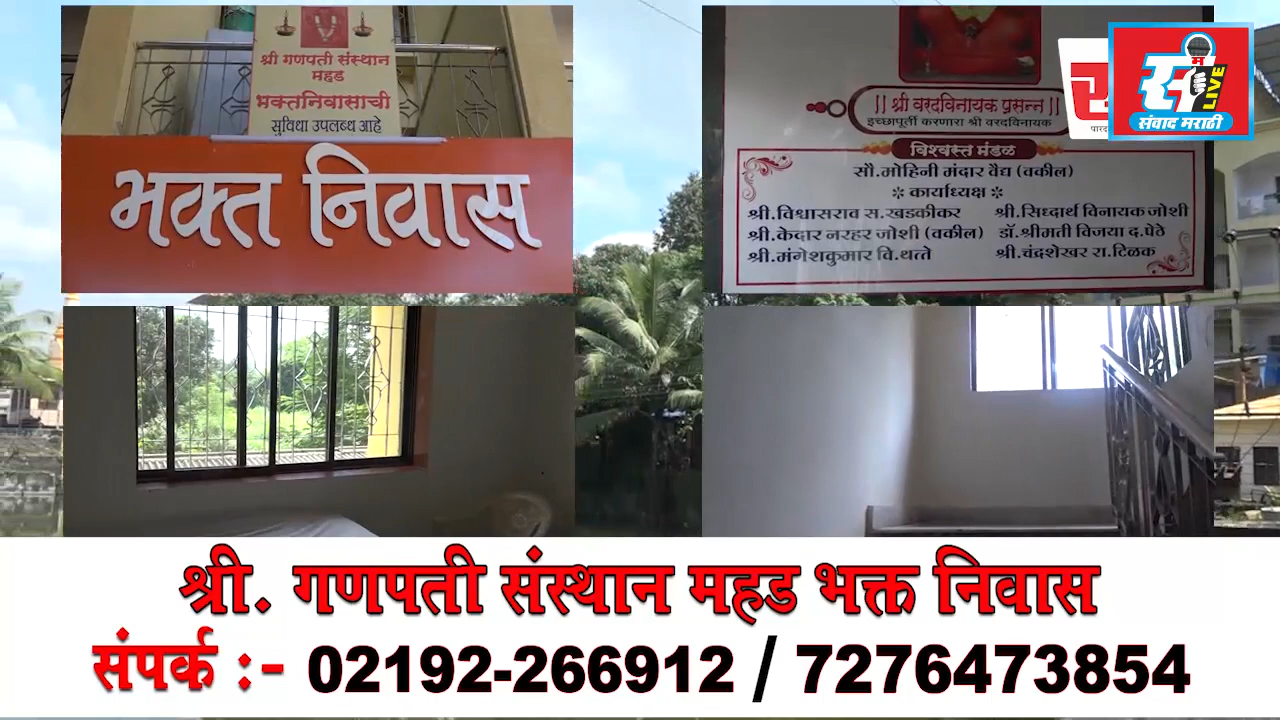 श्री गणपती संस्थान
महड
भक्तनिवासाची
सुविधा उपलब्ध आहे
भक्त निवास
|| श्री वरदविनायक प्रसन्न ||
इच्छापूर्ती करणारा श्री वरदविनायक
विश्वस्त मंडळ
सौ.मोहिनी मंदार वैद्य (वकील)
* कार्याध्यक्ष *
श्री.विश्वासराव स.खडकीकर श्री.सिध्दार्थ विनायक जोशी
श्री.केदार नरहर जोशी (वकील) डॉ.श्रीमती विजया द.पेठे
श्री.मंगेशकुमार वि.थत्ते श्री.चंद्रशेखर रा.टिळक
स
म
LIVE
संवाद मराठी
पारद
श्री. गणपती संस्थान महड भक्त निवास
संपर्क :- 02192-266912 / 7276473854